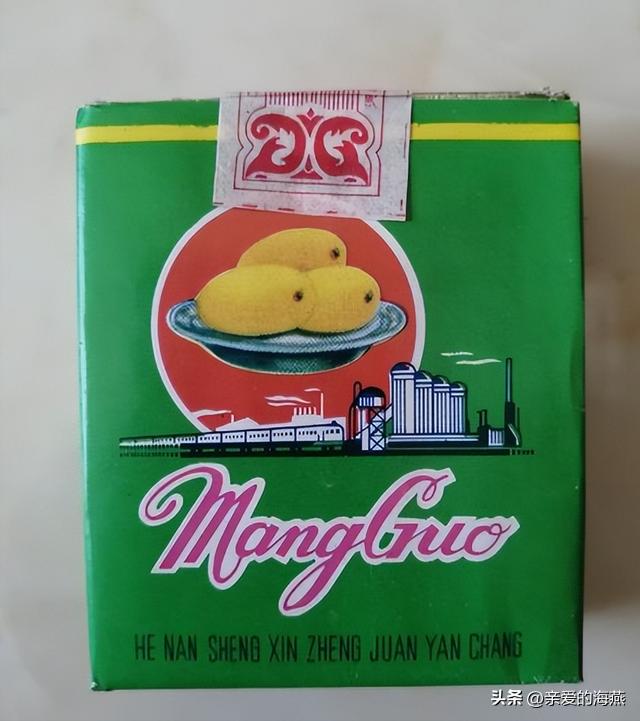 MangGuo
HE NAN SHENG XIN ZHENG JUAN YAN CHANG
头条 @亲爱的海燕